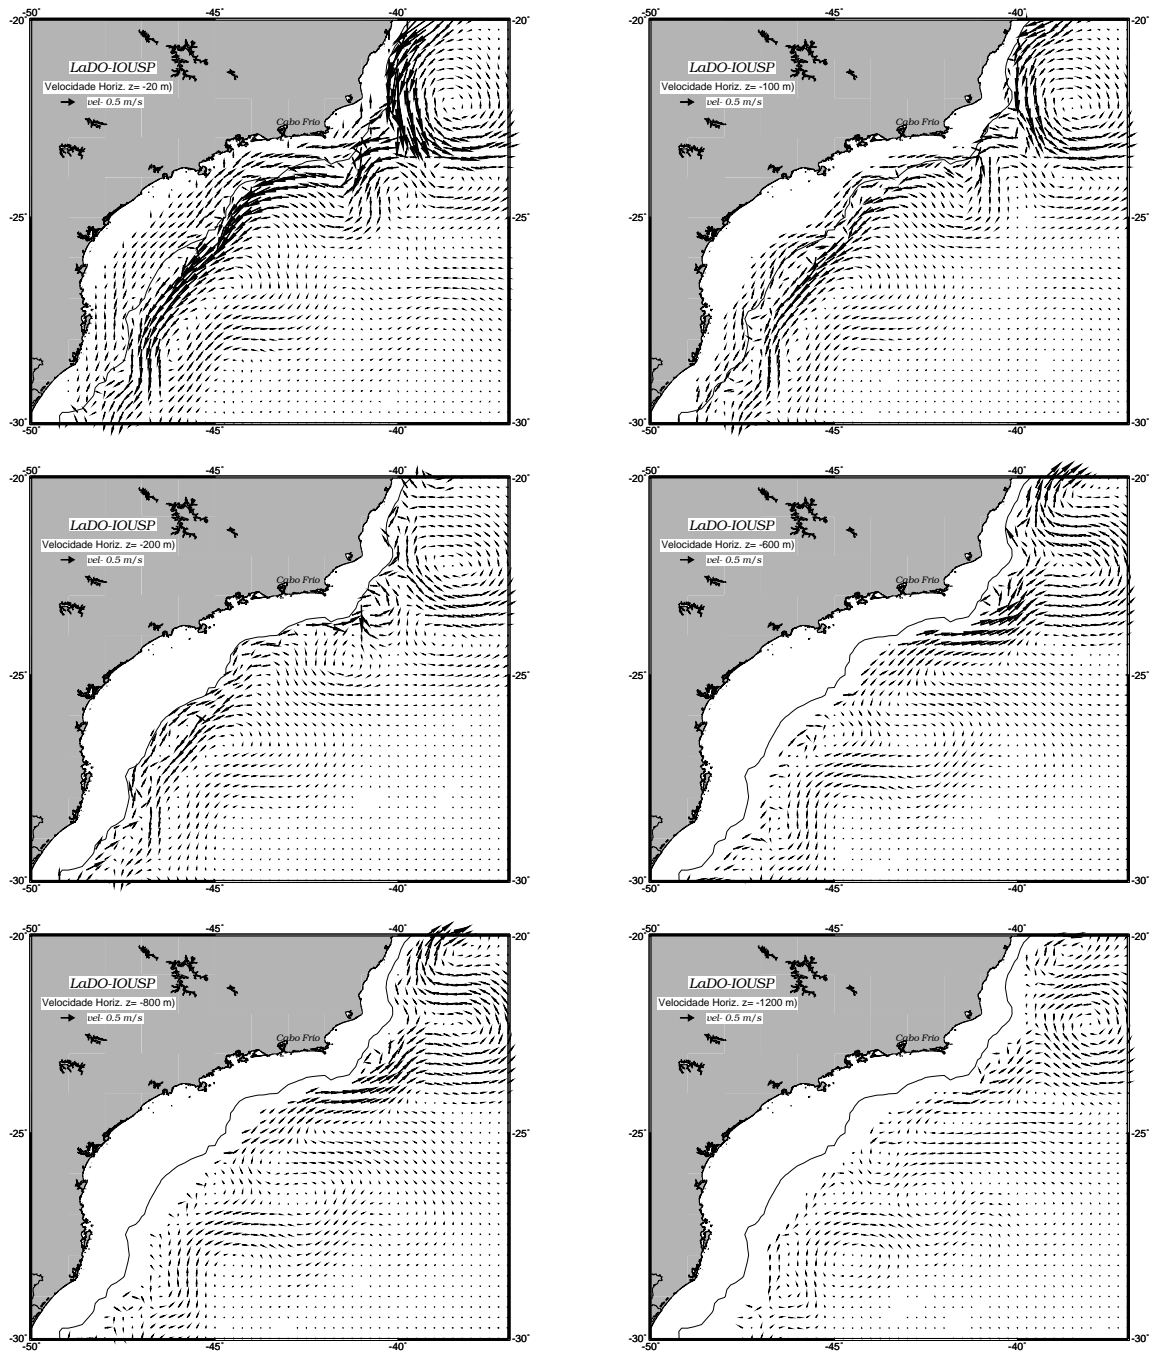 -50° -45° -40°
-20° -20°
LaDO-IOUSP
Velocidade Horiz. z= -20 m)
vel- 0.5 m/s
Cabo Frio
-25° -25°
-30° -30°
-50° -45° -40°
-50° -45° -40°
-20° -20°
LaDO-IOUSP
Velocidade Horiz. z= -100 m)
vel- 0.5 m/s
Cabo Frio
-25° -25°
-30° -30°
-50° -45° -40°
-50° -45° -40°
-20° -20°
LaDO-IOUSP
Velocidade Horiz. z= -200 m)
vel- 0.5 m/s
Cabo Frio
-25° -25°
-30° -30°
-50° -45° -40°
-50° -45° -40°
-20° -20°
LaDO-IOUSP
Velocidade Horiz. z= -600 m)
vel- 0.5 m/s
Cabo Frio
-25° -25°
-30° -30°
-50° -45° -40°
-50° -45° -40°
-20° -20°
LaDO-IOUSP
Velocidade Horiz. z= -800 m)
vel- 0.5 m/s
Cabo Frio
-25° -25°
-30° -30°
-50° -45° -40°
-50° -45° -40°
-20° -20°
LaDO-IOUSP
Velocidade Horiz. z= -1200 m)
vel- 0.5 m/s
Cabo Frio
-25° -25°
-30° -30°
-50° -45° -40°